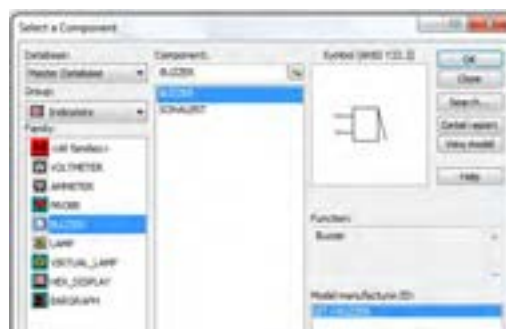 Select a Component
Database:
Master Database
Group:
Indicators
Family:
<All families>
VOLTMETER
AMMETER
PROBE
BUZZER
LAMP
VIRTUAL_LAMP
HEX_DISPLAY
BARGRAPH
Component:
BUZZER
BUZZER
SONALERT
Symbol (ANSI Y32.2)
Function:
Buzzer
Model manufacturer/ID:
OK
Close
Search...
Detail report
View model
Help